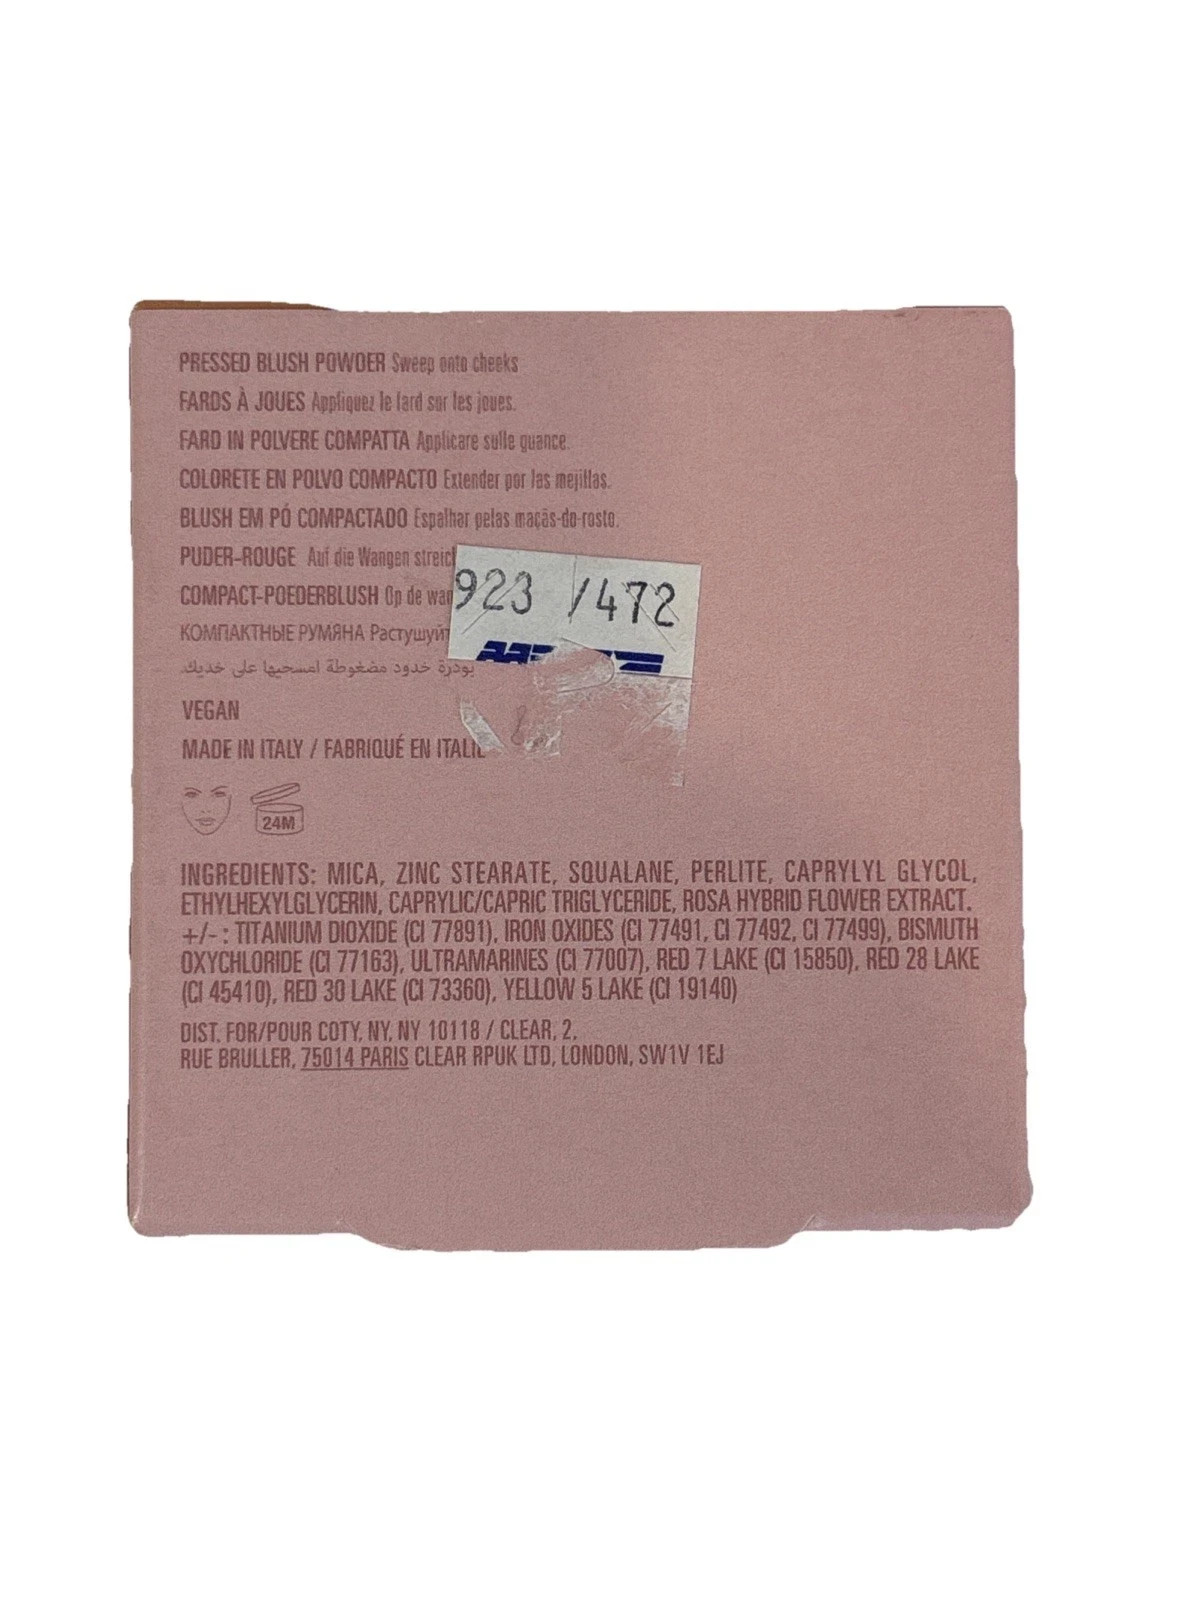 PRESSED BLUSH POWDER Sweep onto cheeks
FARDS À JOUES Appliquez le fard sur les joues.
FARD IN POLVERE COMPATTA Applicare sulle guance.
COLORETE EN POLVO COMPACTO Extender por las mejillas.
BLUSH EM PÓ COMPACTADO Espalhar pelas maçãs-do-rosto.
PUDER-ROUGE Auf die Wangen
COMPACT-POEDERBLUSH Op de
923 /472
КОМПАКТНЫЕ РУМЯНА
بودرة خدود مضغوطة امسحيها على خديك.
VEGAN
MADE IN ITALY / FABRIQUÉ EN ITALIE
24M
INGREDIENTS: MICA, ZINC STEARATE, SQUALANE, PERLITE, CAPRYLYL GLYCOL,
ETHYLHEXYLGLYCERIN, CAPRYLIC/CAPRIC TRIGLYCERIDE, ROSA HYBRID FLOWER EXTRACT.
+/- : TITANIUM DIOXIDE (CI 77891), IRON OXIDES (CI 77491, CI 77492, CI 77499), BISMUTH
OXYCHLORIDE (CI 77163), ULTRAMARINES (CI 77007), RED 7 LAKE (CI 15850), RED 28 LAKE
(CI 45410), RED 30 LAKE (CI 73360), YELLOW 5 LAKE (CI 19140)
DIST. FOR/POUR COTY, NY, NY 10118 / CLEAR, 2,
RUE BRULLER, 75014 PARIS CLEAR RPUK LTD, LONDON, SW1V 1EJ